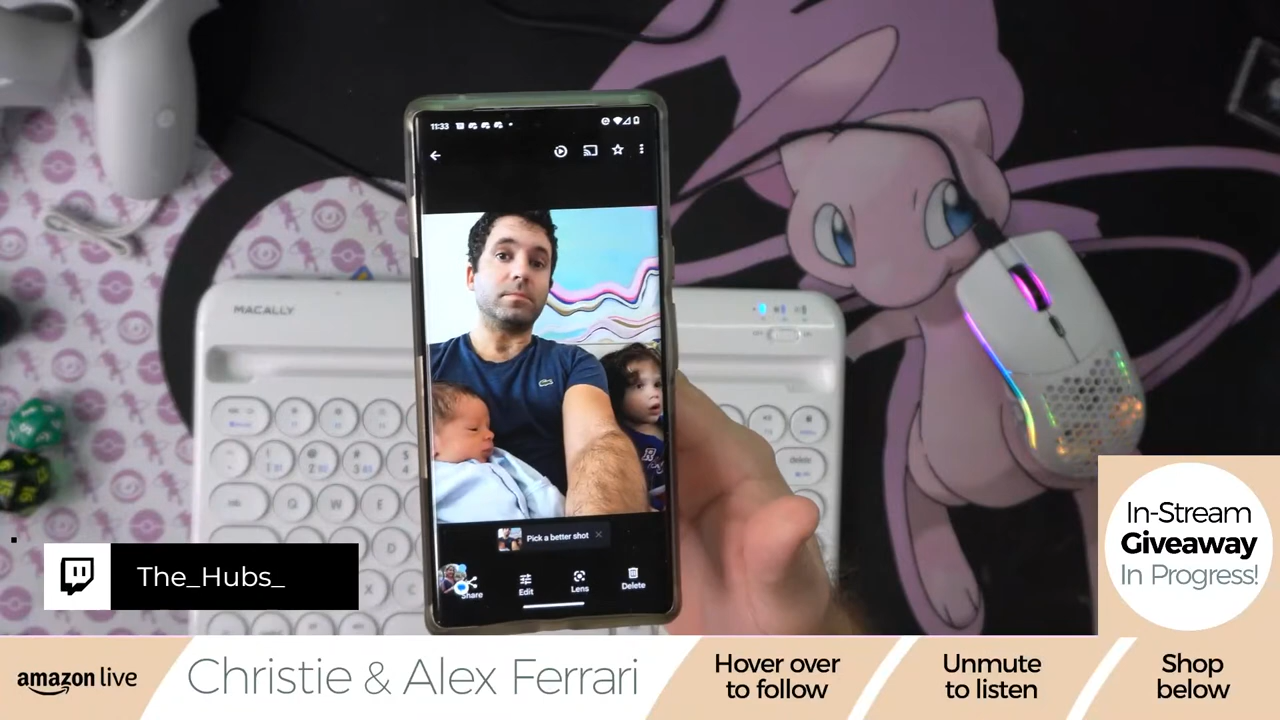 11:33
MACALLY
Pick a better shot
Share
Edit
Lens
Delete
Q W E
D
The_Hubs_
In-Stream
Giveaway
In Progress!
amazon live
Christie & Alex Ferrari
Hover over
to follow
Unmute
to listen
Shop
below